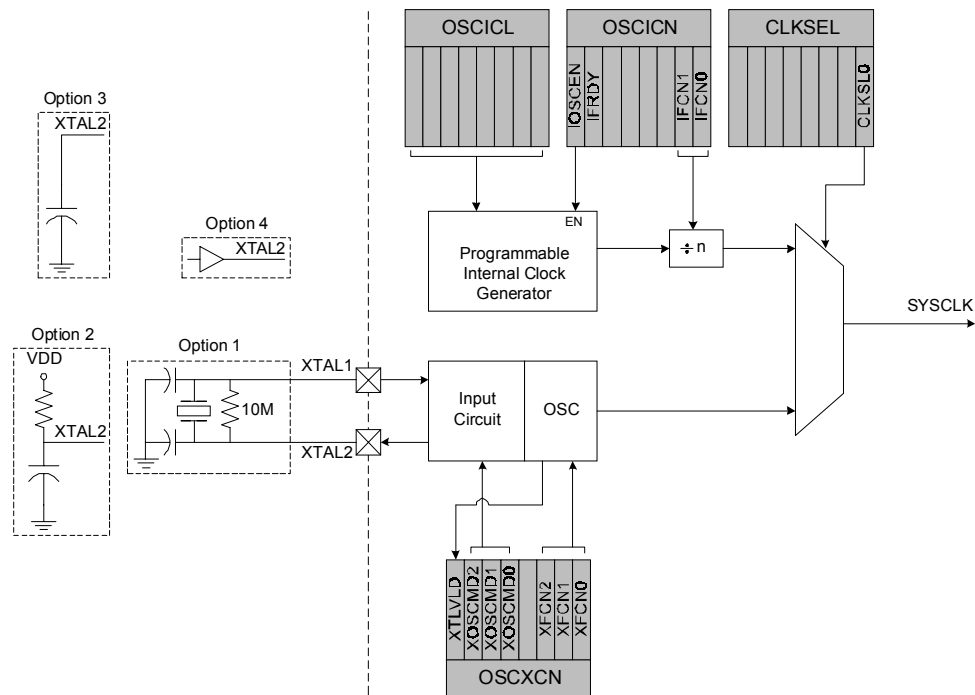 OSCICL
OSCICN
CLKSEL
IOSCEN
IFRDY
IFCN1
IFCN0
CLKSL0
Option 3
XTAL2
Option 4
XTAL2
EN
Programmable
Internal Clock
Generator
÷ n
SYSCLK
Option 2
VDD
XTAL2
Option 1
10M
XTAL1
XTAL2
Input
Circuit
OSC
XTLVLD
XOSCMD2
XOSCMD1
XOSCMD0
XFCN2
XFCN1
XFCN0
OSCXCN